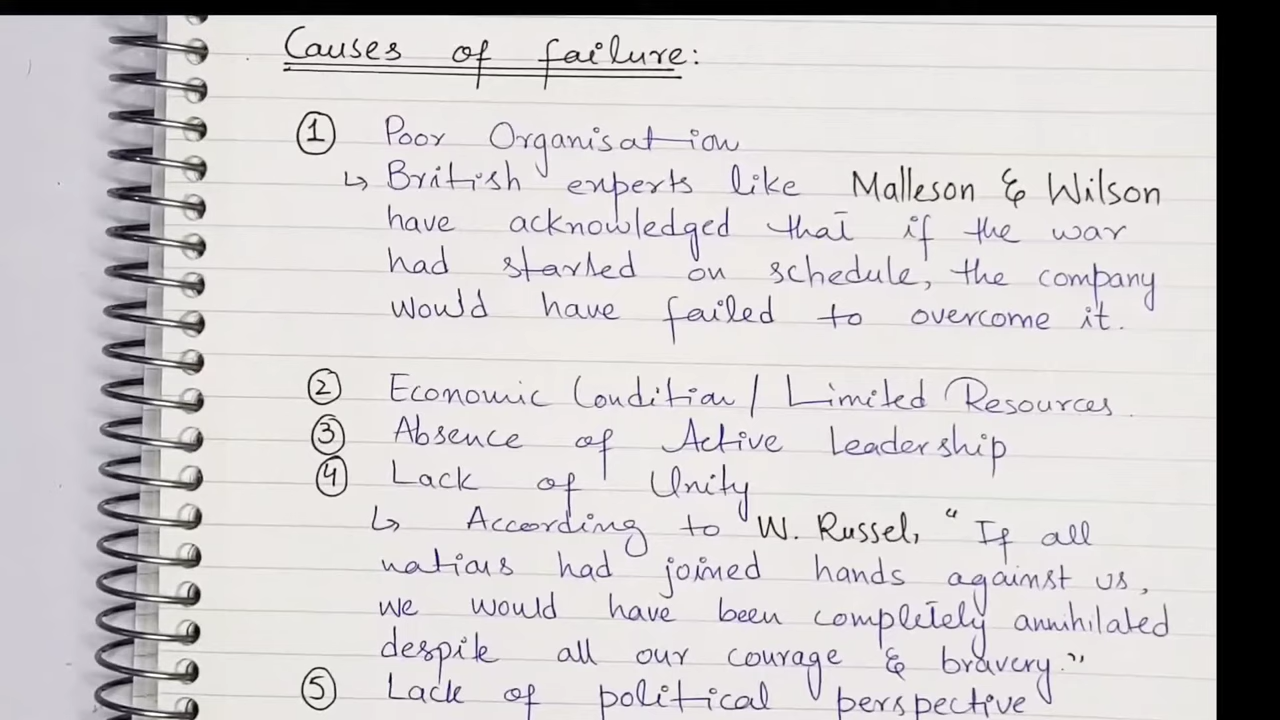 Causes of failure:
① Poor Organisation
↳ British experts like Malleson & Wilson
have acknowledged that if the war
had started on schedule, the company
would have failed to overcome it.
② Economic Condition / Limited Resources.
③ Absence of Active Leadership
④ Lack of Unity
↳ According to W. Russel, "If all
nations had joined hands against us,
we would have been completely annihilated
despite all our courage & bravery."
⑤ Lack of political perspective